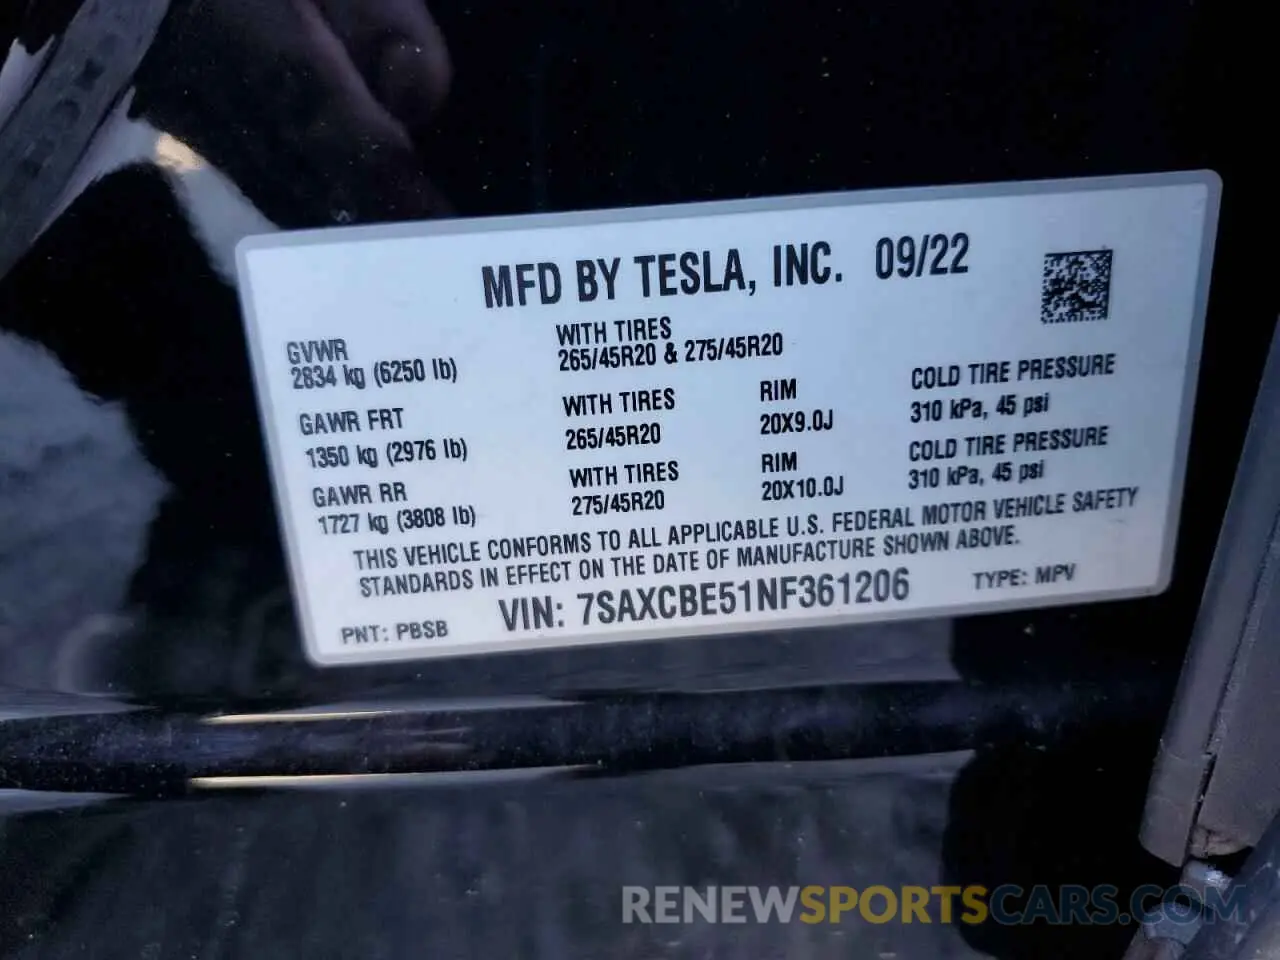 MFD BY TESLA, INC. 09/22
GVWR
2834 kg (6250 lb)
WITH TIRES
265/45R20 & 275/45R20
GAWR FRT
1350 kg (2976 lb)
WITH TIRES
265/45R20
RIM
20X9.0J
COLD TIRE PRESSURE
310 kPa, 45 psi
GAWR RR
1727 kg (3808 lb)
WITH TIRES
275/45R20
RIM
20X10.0J
COLD TIRE PRESSURE
310 kPa, 45 psi
THIS VEHICLE CONFORMS TO ALL APPLICABLE U.S. FEDERAL MOTOR VEHICLE SAFETY
STANDARDS IN EFFECT ON THE DATE OF MANUFACTURE SHOWN ABOVE.
PNT: PBSB VIN: 7SAXCBE51NF361206 TYPE: MPV
RENEWSPORTSCARS.COM